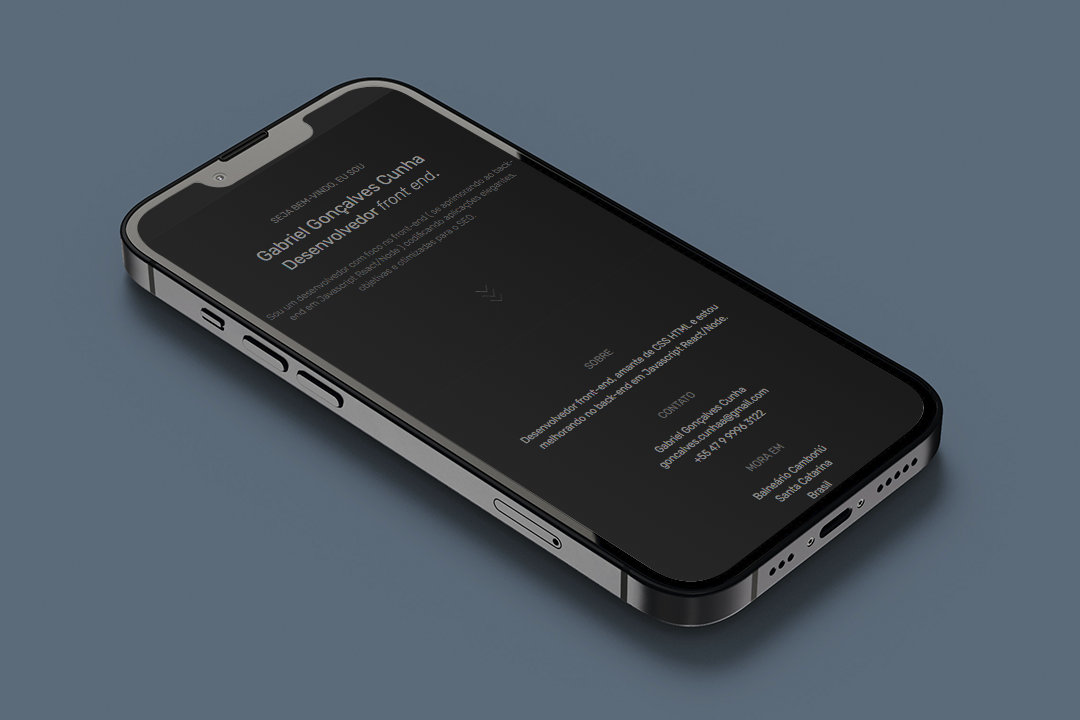 SEJA BEM-VINDO, EU SOU
Gabriel Gonçalves Cunha
Desenvolvedor front end.
Sou um desenvolvedor com foco no front-end ( se aprimorando ao back-
end em Javascript React/Node ) codificando aplicações elegantes,
objetivas e otimizadas para o SEO.
SOBRE
Desenvolvedor front-end, amante de CSS HTML e estou
melhorando no back-end em Javascript React/Node.
CONTATO
Gabriel Gonçalves Cunha
goncalves.cunhaa@gmail.com
+55 47 9 9996 3122
MORA EM
Balneário Camboriú
Santa Catarina
Brasil